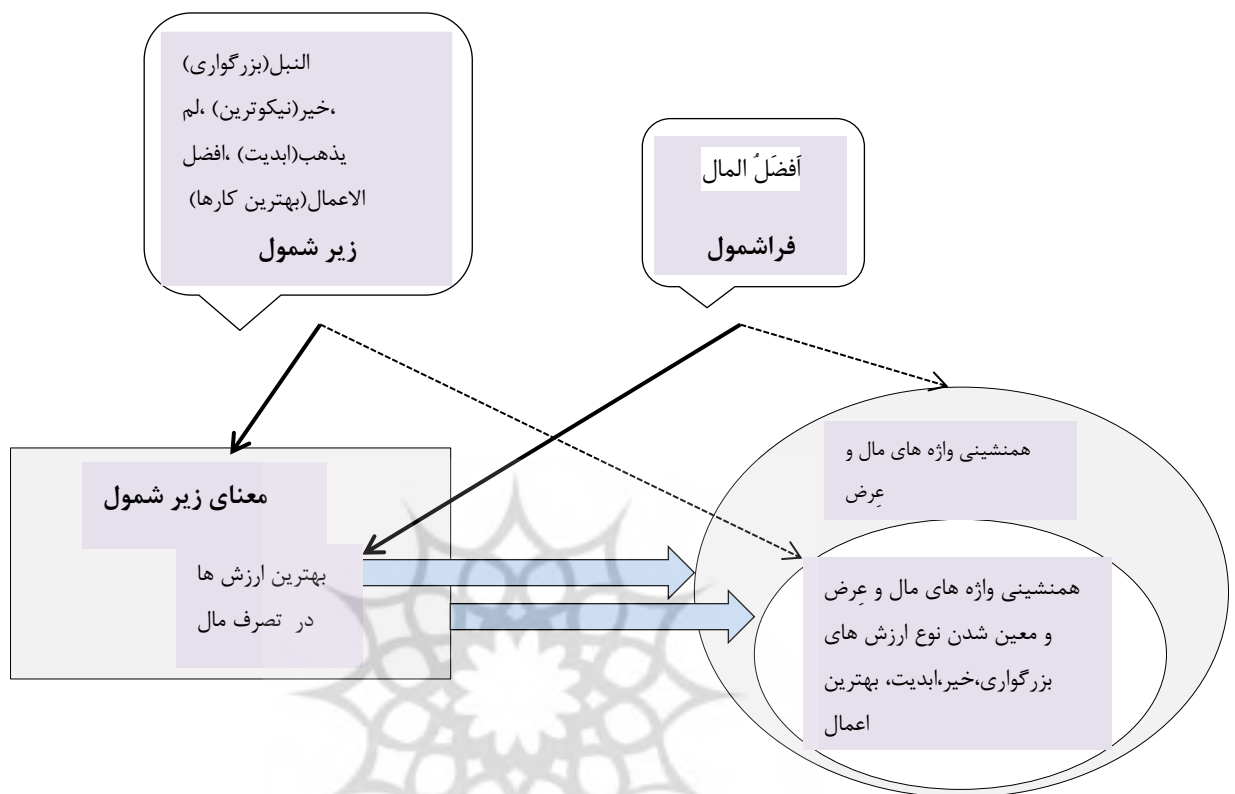 النبل(بزرگواری)
،خیر(نیکوترین) ،لم
یذهب(ابدیت) ،افضل
الاعمال(بهترین کارها)
زیر شمول
اَفضَلُ المال
فراشمول
همنشینی واژه های مال و
عِرض
معنای زیر شمول
بهترین ارزش ها
در تصرف مال
همنشینی واژه های مال و عِرض
و معین شدن نوع ارزش های
بزرگواری،خیر،ابدیت، بهترین
اعمال